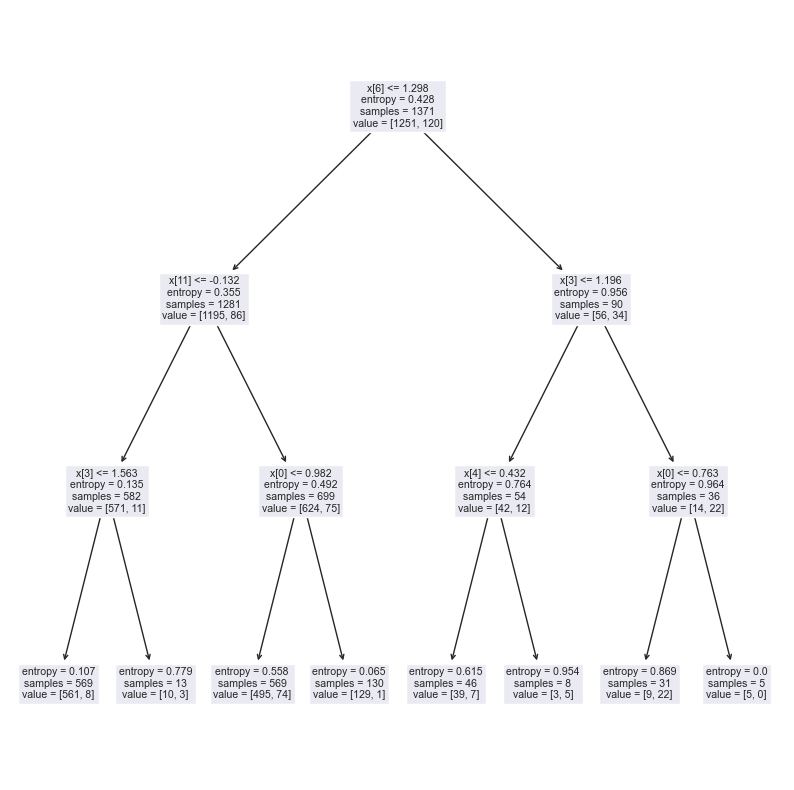 x[6] <= 1.298
entropy = 0.428
samples = 1371
value = [1251, 120]
x[11] <= -0.132
entropy = 0.355
samples = 1281
value = [1195, 86]
x[3] <= 1.196
entropy = 0.956
samples = 90
value = [56, 34]
x[3] <= 1.563
entropy = 0.135
samples = 582
value = [571, 11]
x[0] <= 0.982
entropy = 0.492
samples = 699
value = [624, 75]
x[4] <= 0.432
entropy = 0.764
samples = 54
value = [42, 12]
x[0] <= 0.763
entropy = 0.964
samples = 36
value = [14, 22]
entropy = 0.107
samples = 569
value = [561, 8]
entropy = 0.779
samples = 13
value = [10, 3]
entropy = 0.558
samples = 569
value = [495, 74]
entropy = 0.065
samples = 130
value = [129, 1]
entropy = 0.615
samples = 46
value = [39, 7]
entropy = 0.954
samples = 8
value = [3, 5]
entropy = 0.869
samples = 31
value = [9, 22]
entropy = 0.0
samples = 5
value = [5, 0]